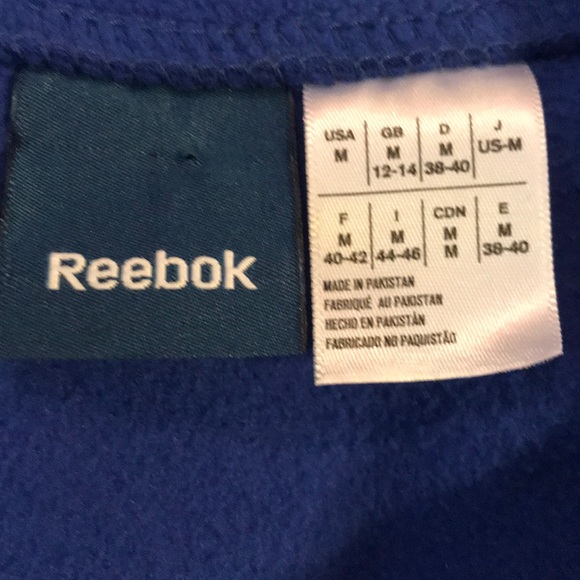 Reebok
USA GB D J
M M M US-M
12-14 38-40
F I CDN E
M M M M
40-42 44-46 M 38-40
MADE IN PAKISTAN
FABRIQUÉ AU PAKISTAN
HECHO EN PAKISTÁN
FABRICADO NO PAQUISTÃO